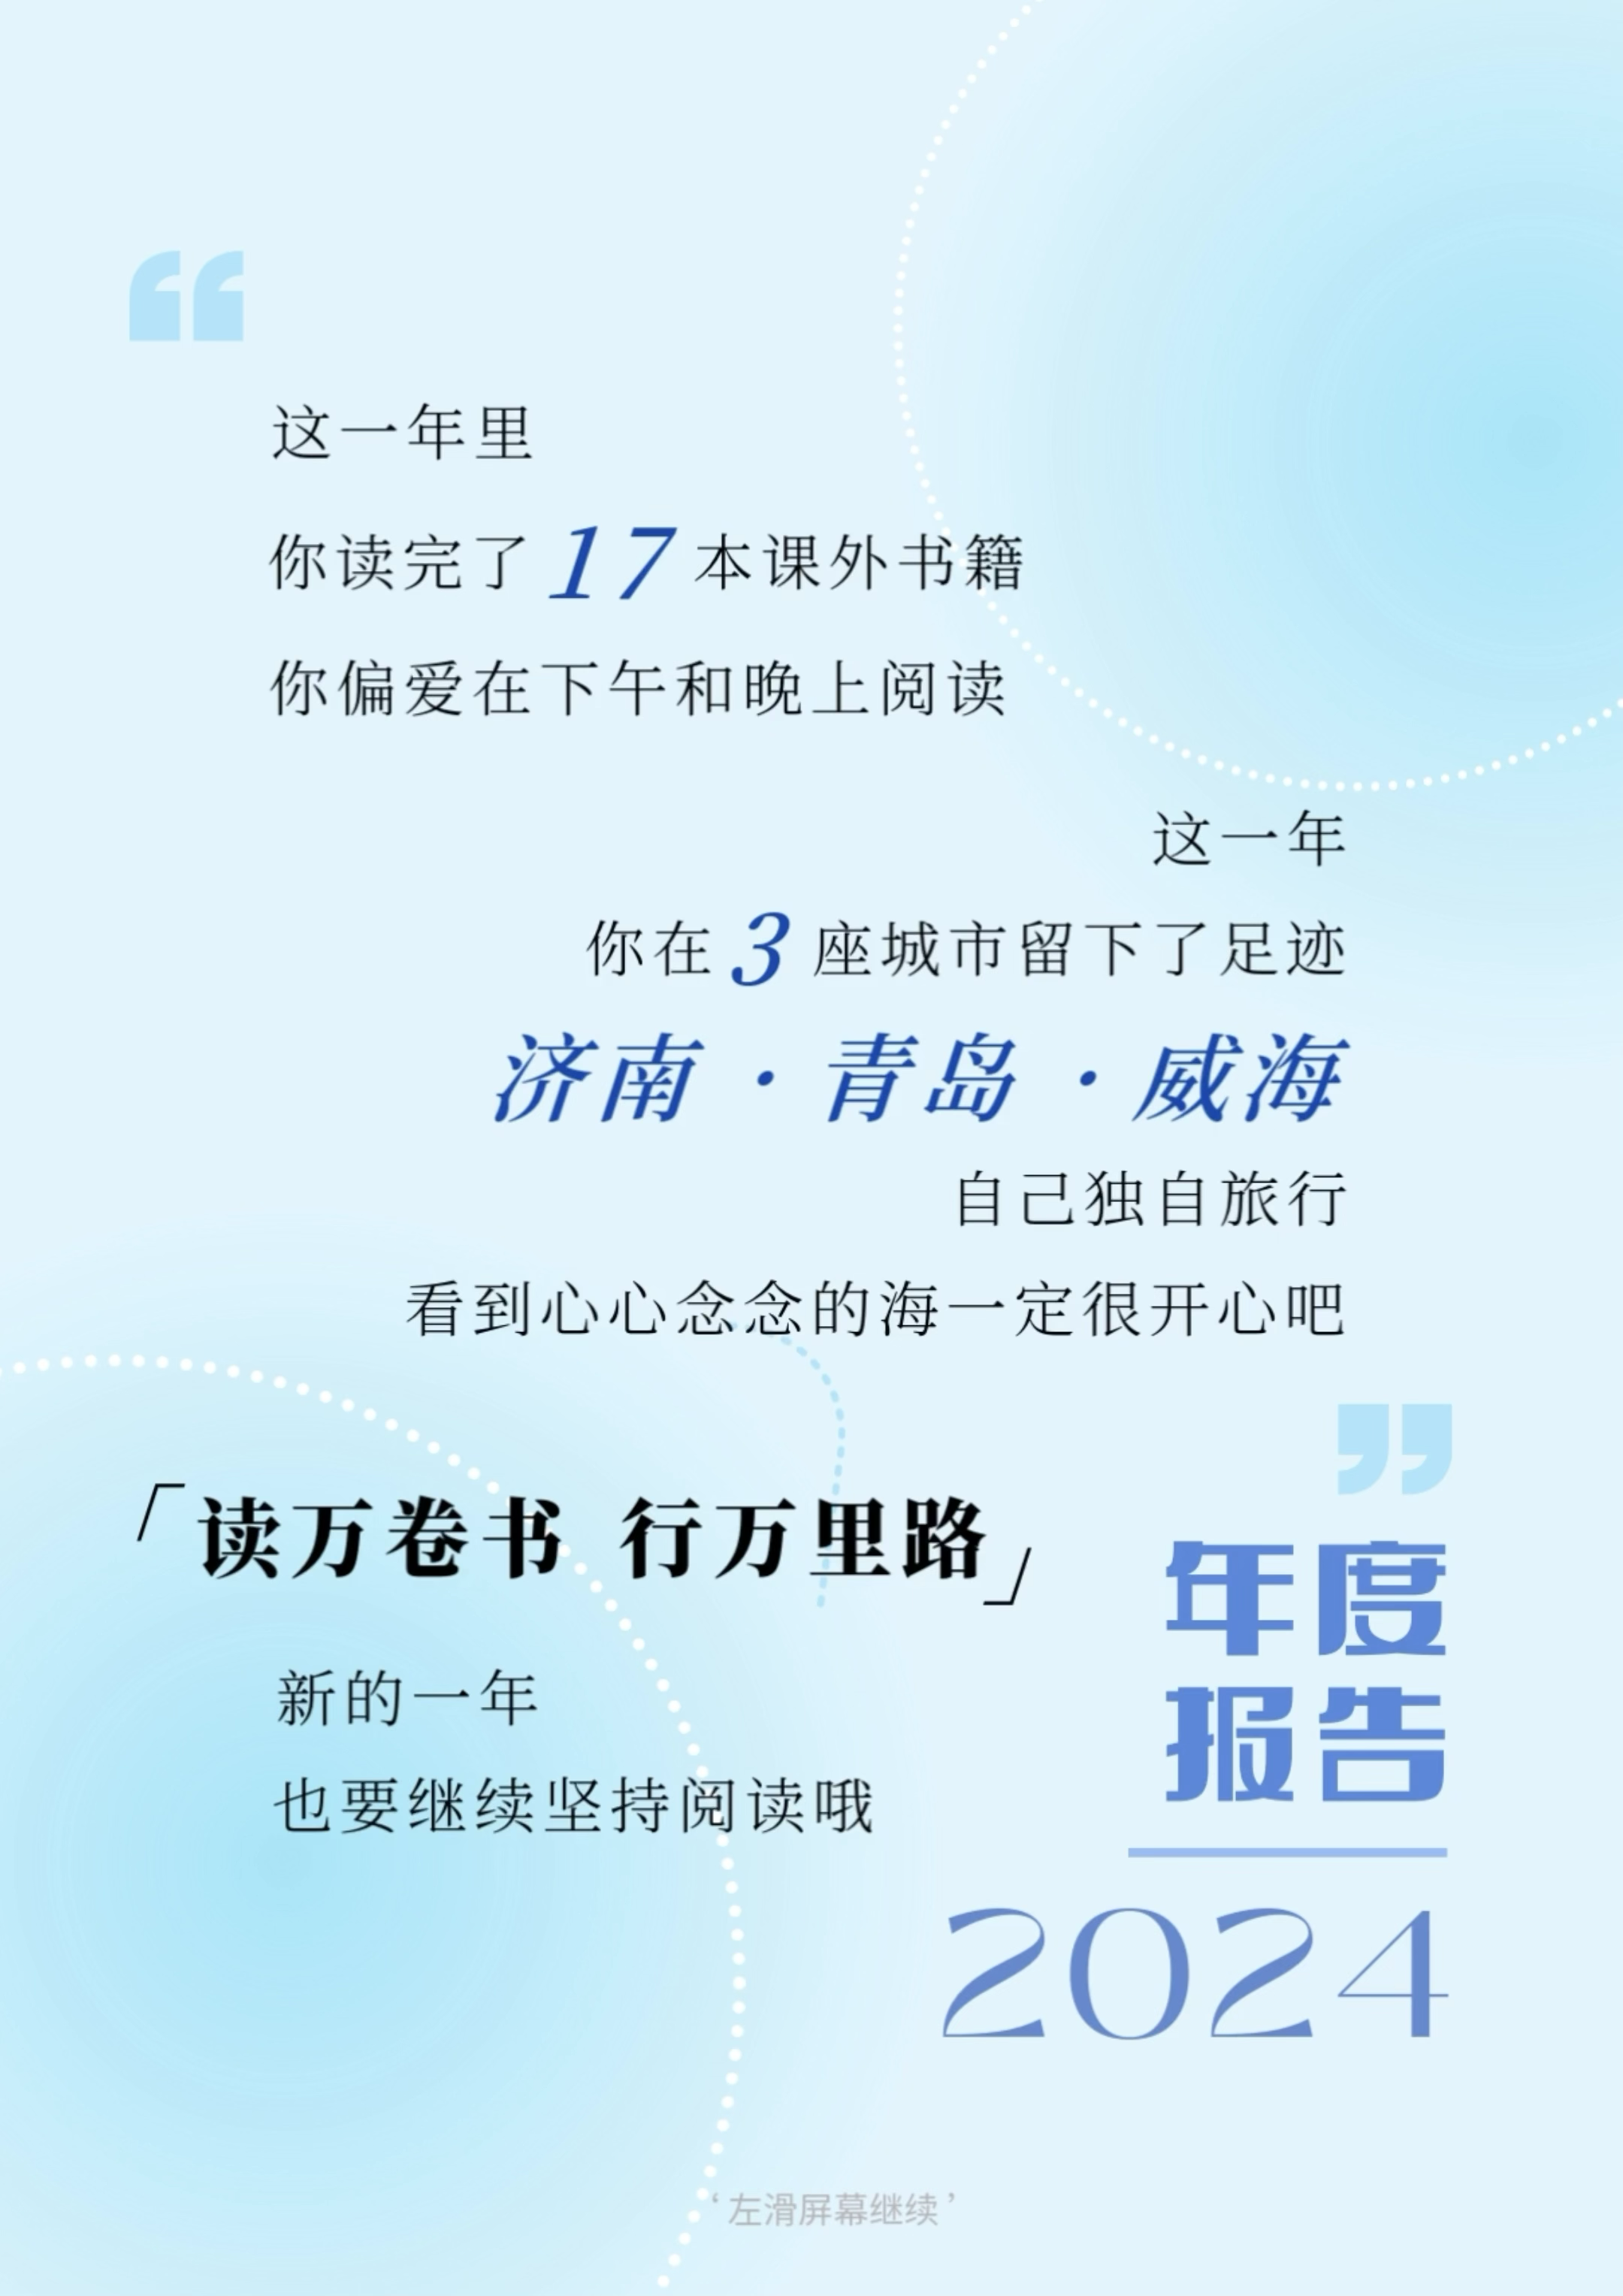 “
这一年里
你读完了 17 本课外书籍
你偏爱在下午和晚上阅读
这一年
你在 3 座城市留下了足迹
济南 · 青岛 · 威海
自己独自旅行
看到心心念念的海一定很开心吧
”
「读万卷书 行万里路」
新的一年
也要继续坚持阅读哦
年度
报告
2024
‘左滑屏幕继续’